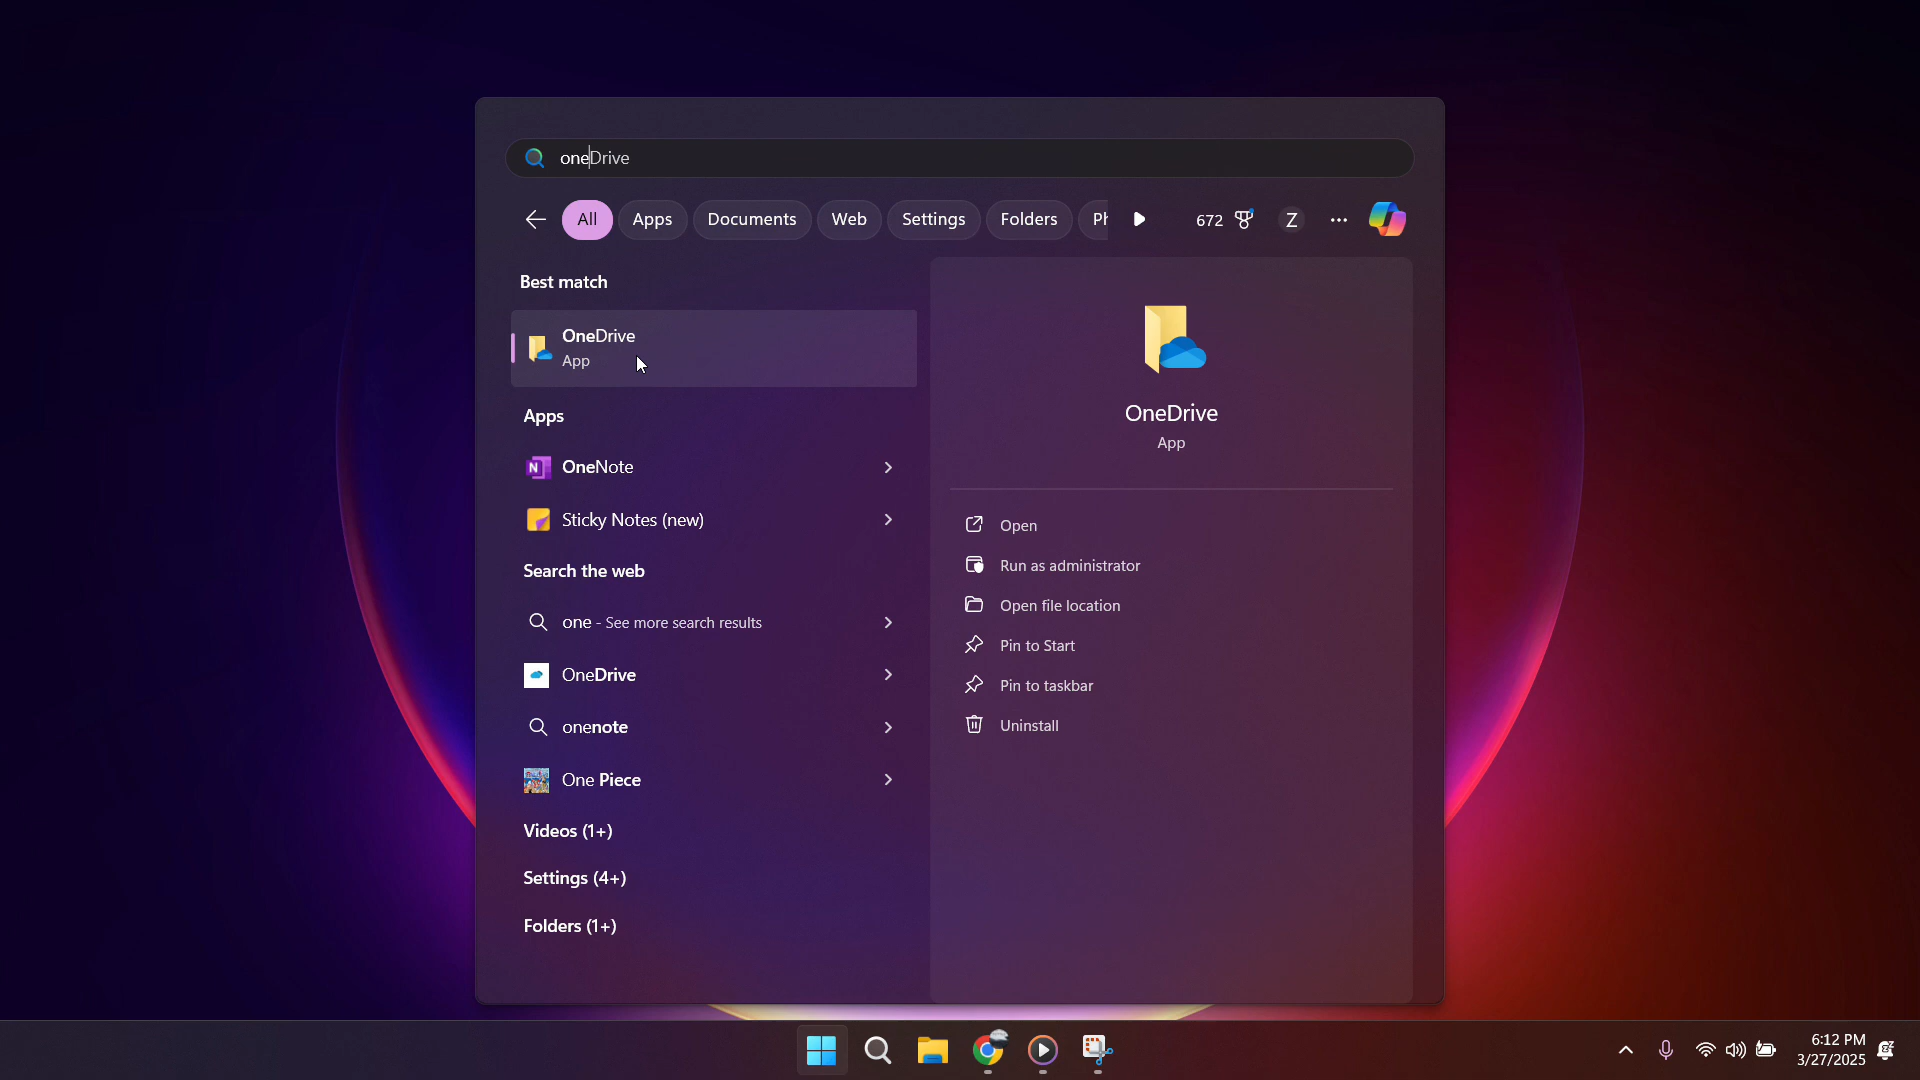 oneDrive
All
Apps
Documents
Web
Settings
Folders
Ph
672
Z
Best match
OneDrive
App
Apps
OneNote
Sticky Notes (new)
Search the web
one - See more search results
OneDrive
onenote
One Piece
Videos (1+)
Settings (4+)
Folders (1+)
OneDrive
App
Open
Run as administrator
Open file location
Pin to Start
Pin to taskbar
Uninstall
6:12 PM
3/27/2025